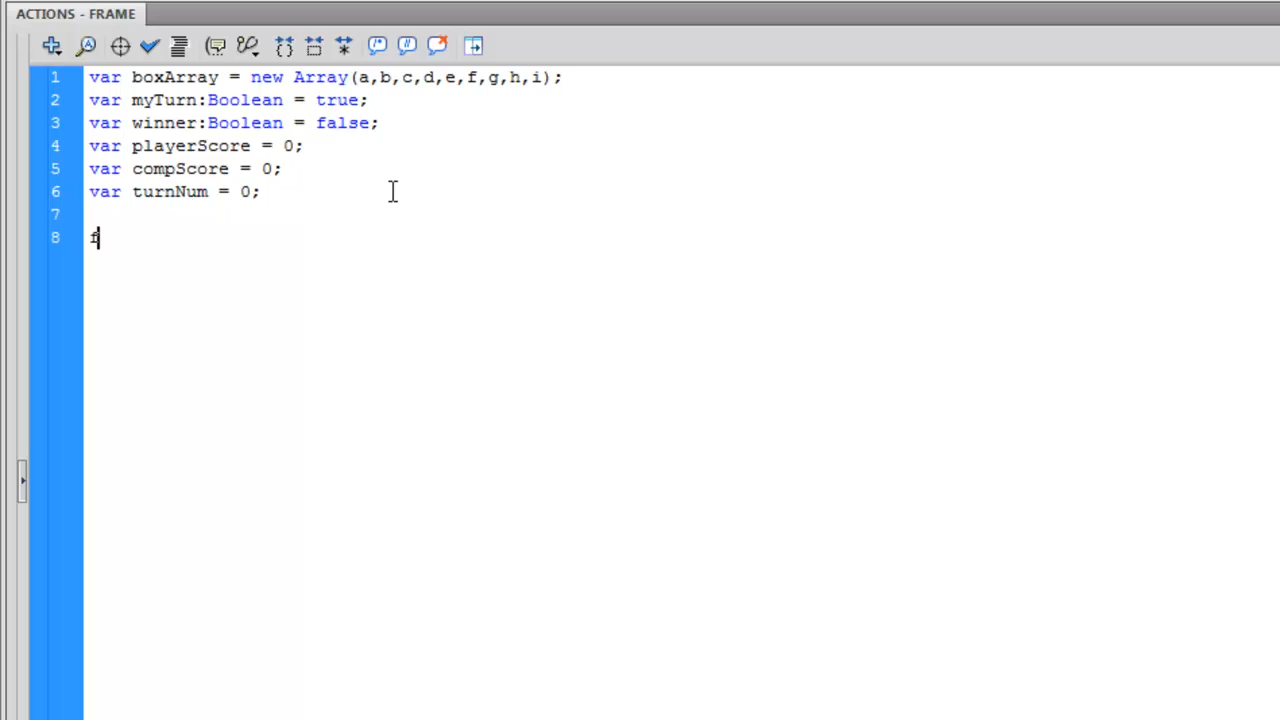 ACTIONS - FRAME
1 var boxArray = new Array(a,b,c,d,e,f,g,h,i);
2 var myTurn:Boolean = true;
3 var winner:Boolean = false;
4 var playerScore = 0;
5 var compScore = 0;
6 var turnNum = 0;
7
8 f